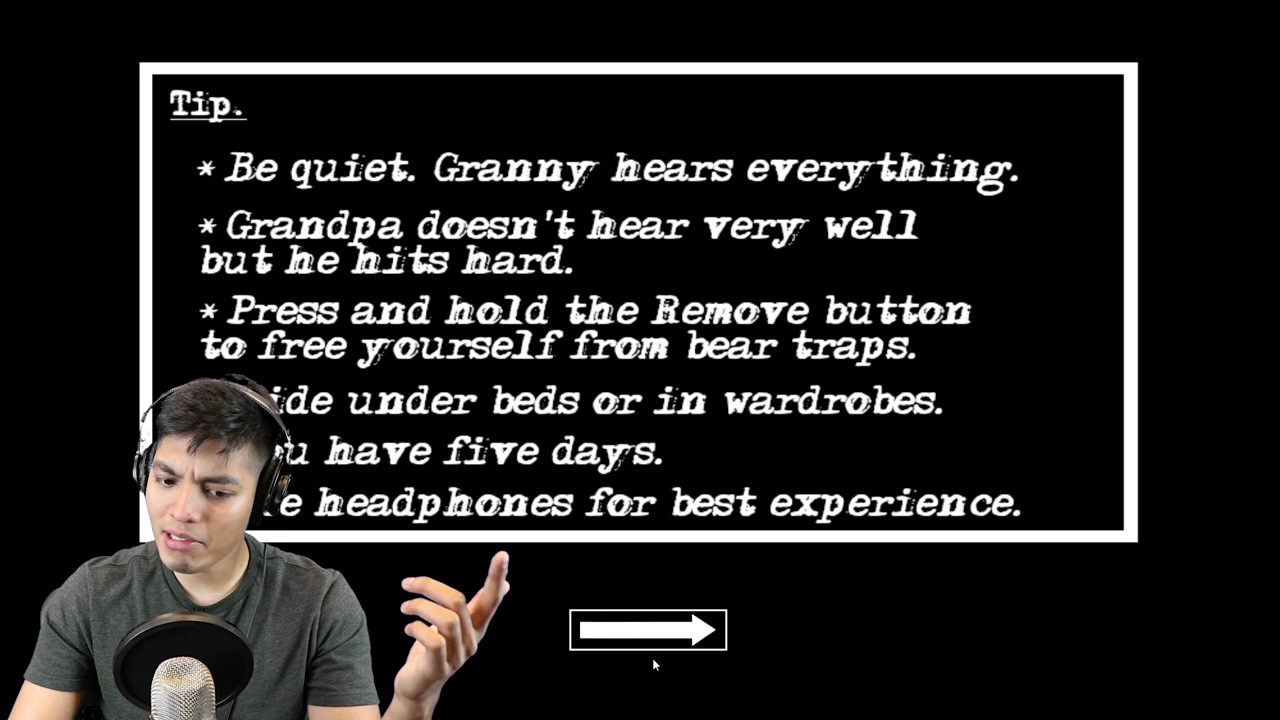 Tip.
* Be quiet. Granny hears everything.
* Grandpa doesn't hear very well
but he hits hard.
* Press and hold the Remove button
to free yourself from bear traps.
under beds or in wardrobes.
have five days.
headphones for best experience.